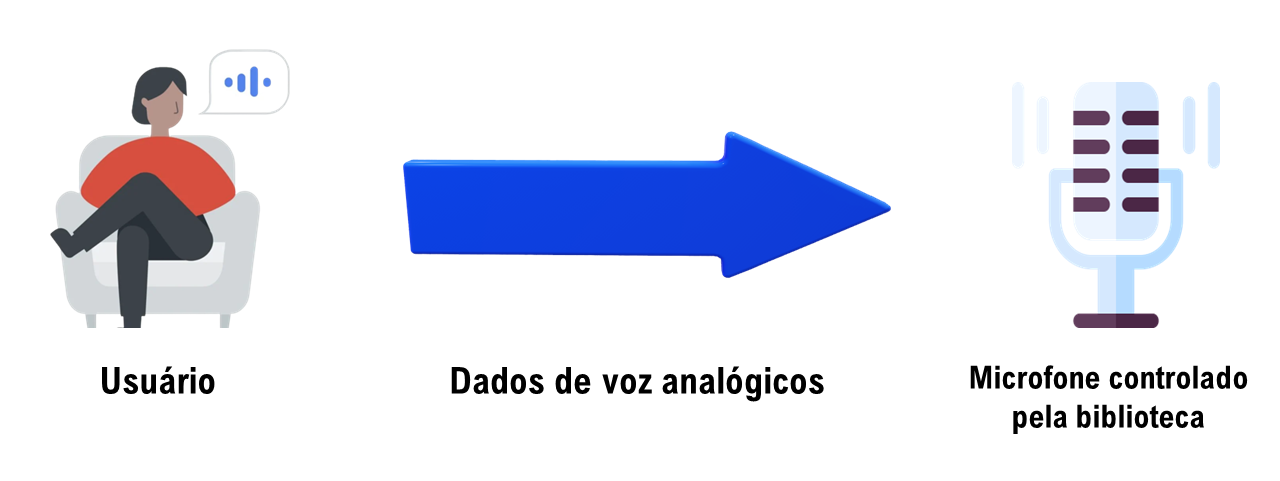 Usuário
Dados de voz analógicos
Microfone controlado
pela biblioteca